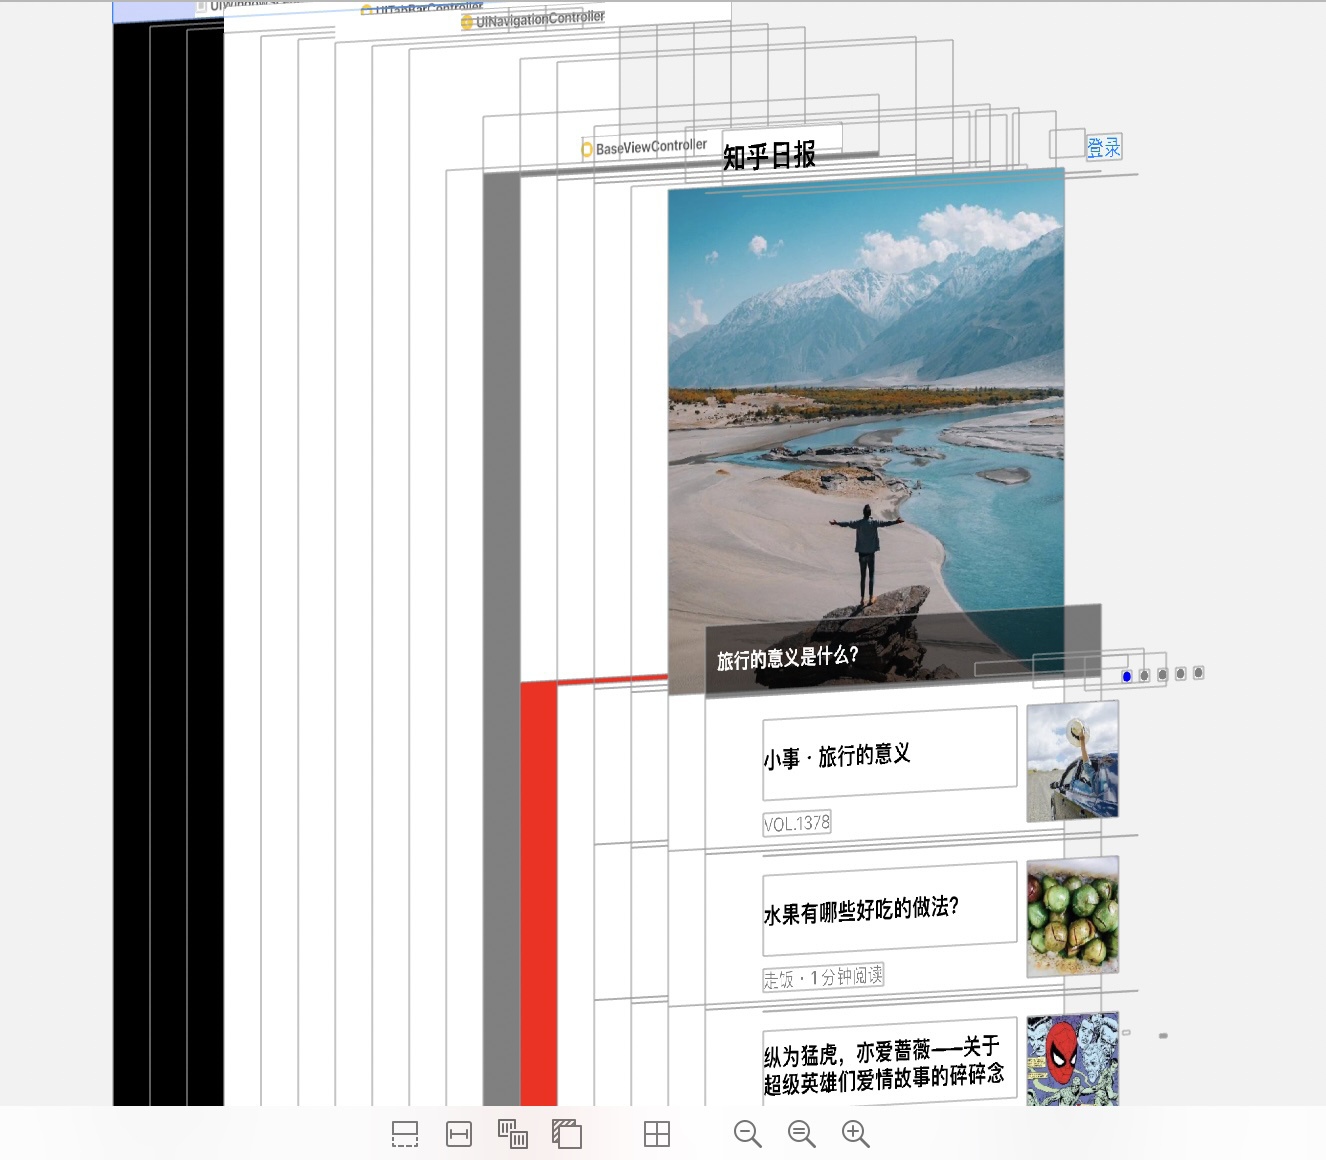 UITabBarController
UINavigationController
BaseViewController
知乎日报
登录
旅行的意义是什么？
小事 · 旅行的意义
VOL.1378
水果有哪些好吃的做法？
走饭 · 1 分钟阅读
纵为猛虎，亦爱蔷薇——关于
超级英雄们爱情故事的碎碎念